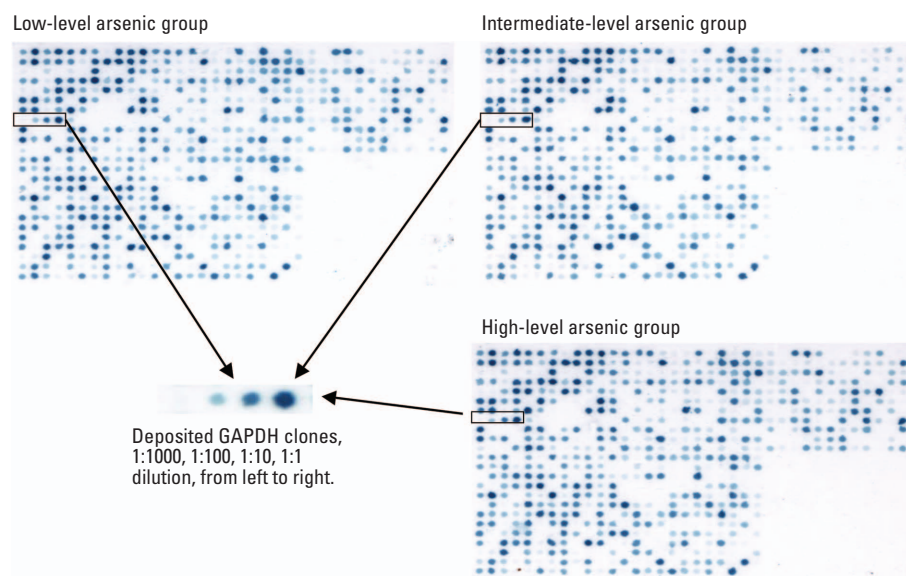 Low-level arsenic group
Intermediate-level arsenic group
High-level arsenic group
Deposited GAPDH clones,
1:1000, 1:100, 1:10, 1:1
dilution, from left to right.